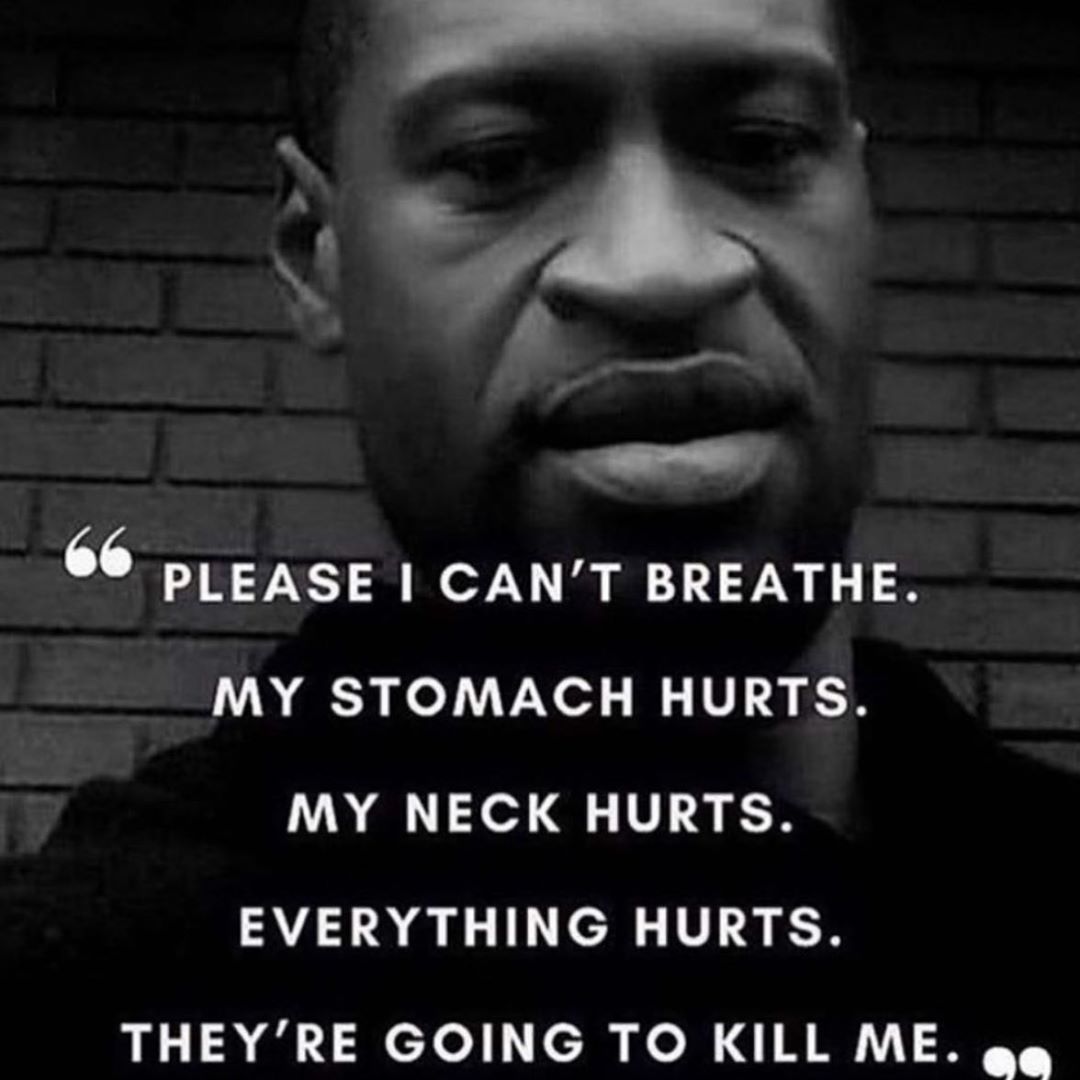 “ PLEASE I CAN’T BREATHE.
MY STOMACH HURTS.
MY NECK HURTS.
EVERYTHING HURTS.
THEY’RE GOING TO KILL ME. ”